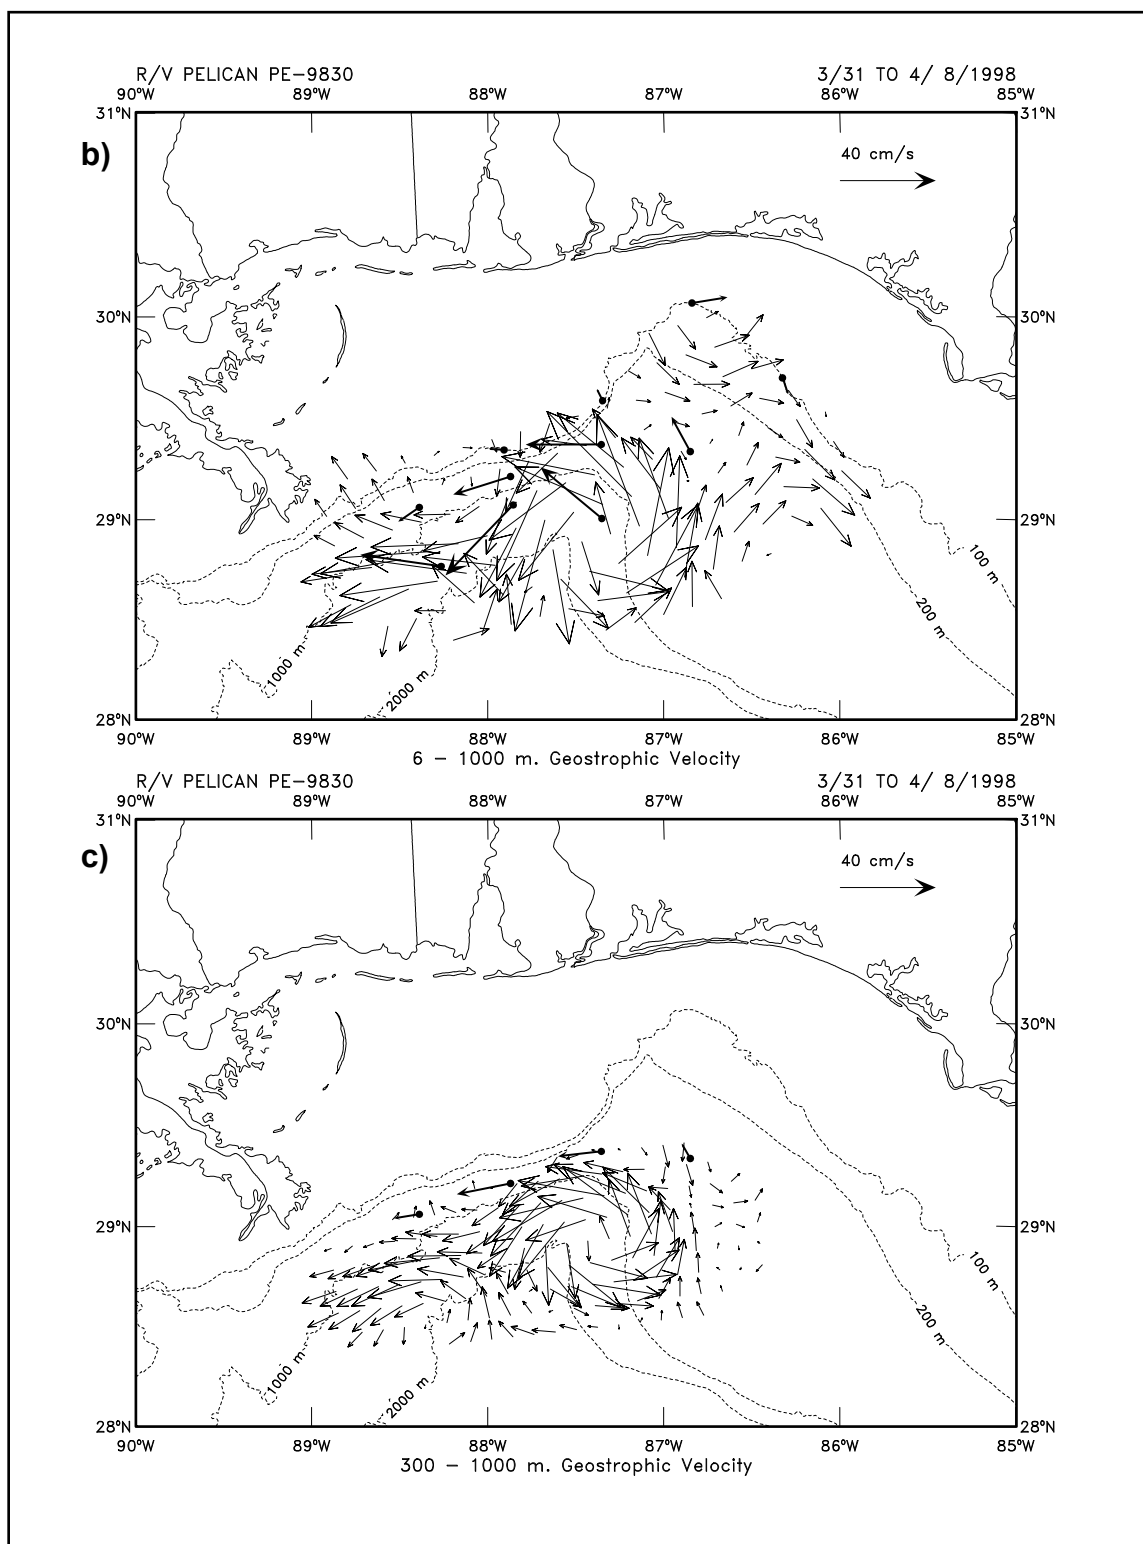 R/V PELICAN PE-9830 3/31 TO 4/ 8/1998
90°W 89°W 88°W 87°W 86°W 85°W
31°N 31°N
b)
40 cm/s
30°N 30°N
29°N 29°N
100 m
200 m
1000 m
2000 m
28°N 28°N
90°W 89°W 88°W 87°W 86°W 85°W
6 - 1000 m. Geostrophic Velocity
R/V PELICAN PE-9830 3/31 TO 4/ 8/1998
90°W 89°W 88°W 87°W 86°W 85°W
31°N 31°N
c)
40 cm/s
30°N 30°N
29°N 29°N
100 m
200 m
1000 m
2000 m
28°N 28°N
90°W 89°W 88°W 87°W 86°W 85°W
300 - 1000 m. Geostrophic Velocity